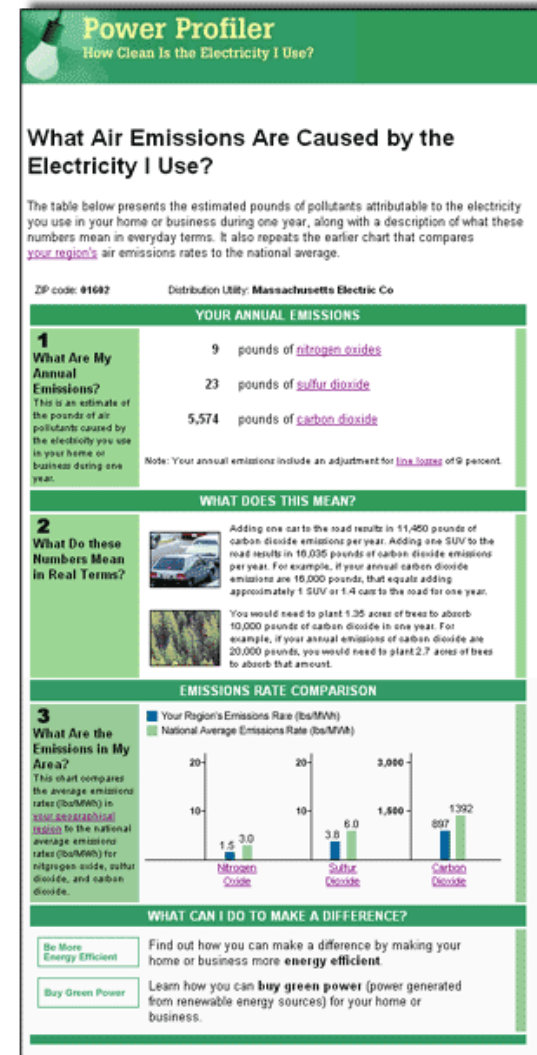 Power Profiler
How Clean Is the Electricity I Use?
What Air Emissions Are Caused by the
Electricity I Use?
The table below presents the estimated pounds of pollutants attributable to the electricity
you use in your home or business during one year, along with a description of what these
numbers mean in everyday terms. It also repeats the earlier chart that compares
your region's air emissions rates to the national average.
ZIP code: 01602 Distribution Utility: Massachusetts Electric Co
YOUR ANNUAL EMISSIONS
1
What Are My
Annual
Emissions?
This is an estimate of
the pounds of air
pollutants caused by
the electricity you use
in your home or
business during one
year.
9 pounds of nitrogen oxides
23 pounds of sulfur dioxide
5,574 pounds of carbon dioxide
Note: Your annual emissions include an adjustment for line losses of 9 percent.
WHAT DOES THIS MEAN?
2
What Do these
Numbers Mean
in Real Terms?
Adding one car to the road results in 11,450 pounds of
carbon dioxide emissions per year. Adding one SUV to the
road results in 16,035 pounds of carbon dioxide emissions
per year. For example, if your annual carbon dioxide
emissions are 16,000 pounds, that equals adding
approximately 1 SUV or 1.4 cars to the road for one year.
You would need to plant 1.35 acres of trees to absorb
10,000 pounds of carbon dioxide in one year. For
example, if your annual emissions of carbon dioxide are
20,000 pounds, you would need to plant 2.7 acres of trees
to absorb that amount.
EMISSIONS RATE COMPARISON
3
What Are the
Emissions in My
Area?
This chart compares
the average emissions
rates (lbs/MWh) in
your geographical
region to the national
average emissions
rates (lbs/MWh) for
nitgrogen oxide, sulfur
dioxide, and carbon
dioxide.
Your Region's Emissions Rate (lbs/MWh)
National Average Emissions Rate (lbs/MWh)
20 20 3,000
10 10 1,500
1.5 3.0 3.8 6.0 897 1392
Nitrogen Sulfur Carbon
Oxide Dioxide Dioxide
WHAT CAN I DO TO MAKE A DIFFERENCE?
Be More
Energy Efficient
Find out how you can make a difference by making your
home or business more energy efficient.
Buy Green Power
Learn how you can buy green power (power generated
from renewable energy sources) for your home or
business.